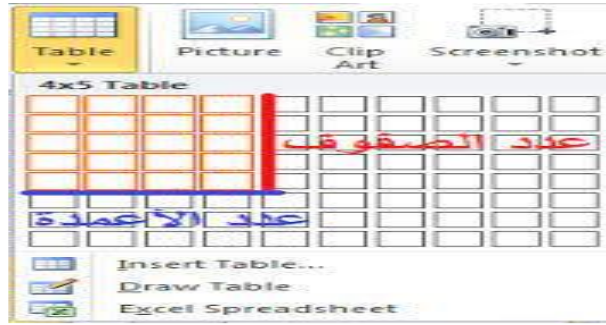 Table Picture Clip Art Screenshot
4x5 Table
عدد الصفوف
عدد الأعمدة
Insert Table...
Draw Table
Excel Spreadsheet